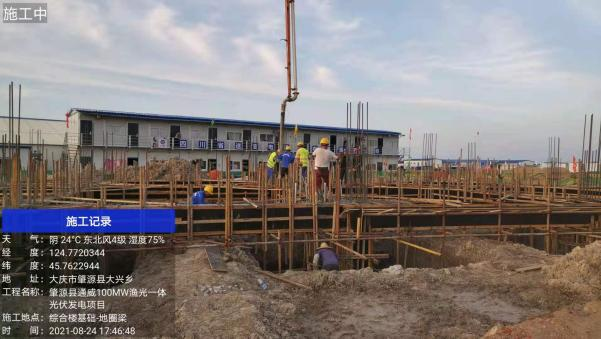 施工中
施工记录
天 气: 阴 24°C 东北风4级 湿度75%
经 度: 124.7720344
纬 度: 45.7622944
地 址: 大庆市肇源县大兴乡
工程名称: 肇源县通威100MW渔光一体
光伏发电项目
施工地点: 综合楼基础-地圈梁
时 间: 2021-08-24 17:46:48